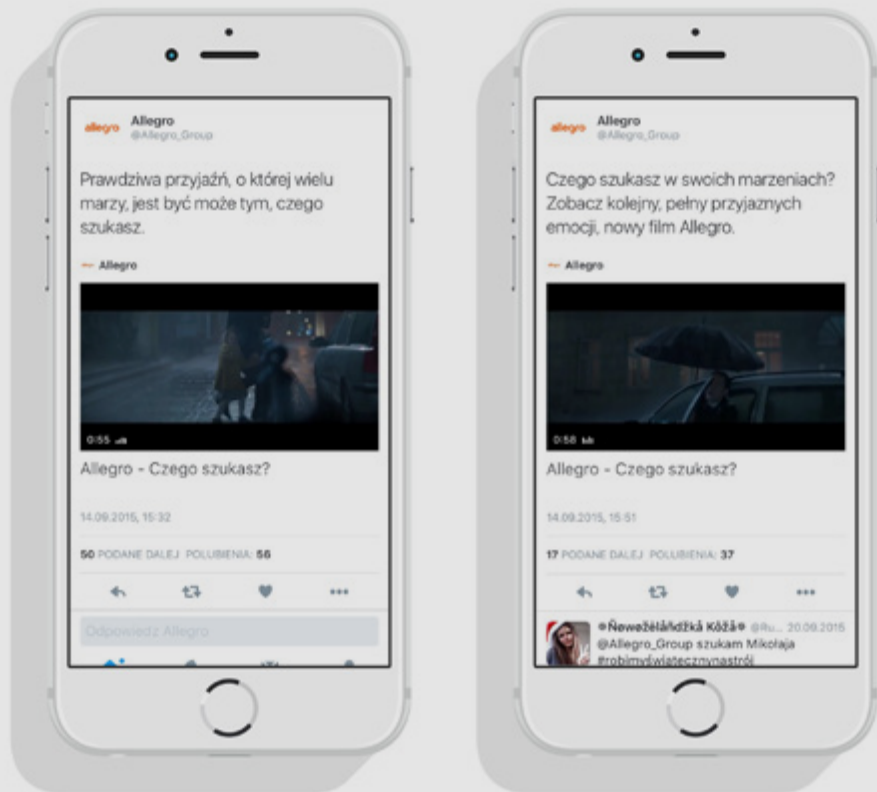 allegro
Allegro
@Allegro_Group
Prawdziwa przyjaźń, o której wielu
marzy, jest być może tym, czego
szukasz.
Allegro
0:55
Allegro - Czego szukasz?
14.09.2015, 15:32
50 PODANE DALEJ POLUBIENIA: 56
Odpowiedz Allegro
allegro
Allegro
@Allegro_Group
Czego szukasz w swoich marzeniach?
Zobacz kolejny, pełny przyjaznych
emocji, nowy film Allegro.
Allegro
0:58
Allegro - Czego szukasz?
14.09.2015, 15:51
17 PODANE DALEJ POLUBIENIA: 37
@Ru... 20.09.2015
@Allegro_Group szukam Mikołaja
#robimyświątecznynastrój